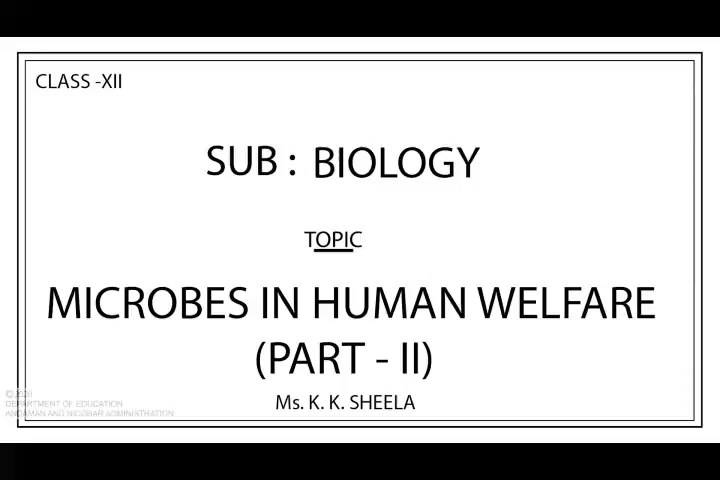 CLASS -XII
SUB : BIOLOGY
TOPIC
MICROBES IN HUMAN WELFARE
(PART - II)
Ms. K. K. SHEELA
©2020
DEPARTMENT OF EDUCATION
ANDAMAN AND NICOBAR ADMINISTRATION